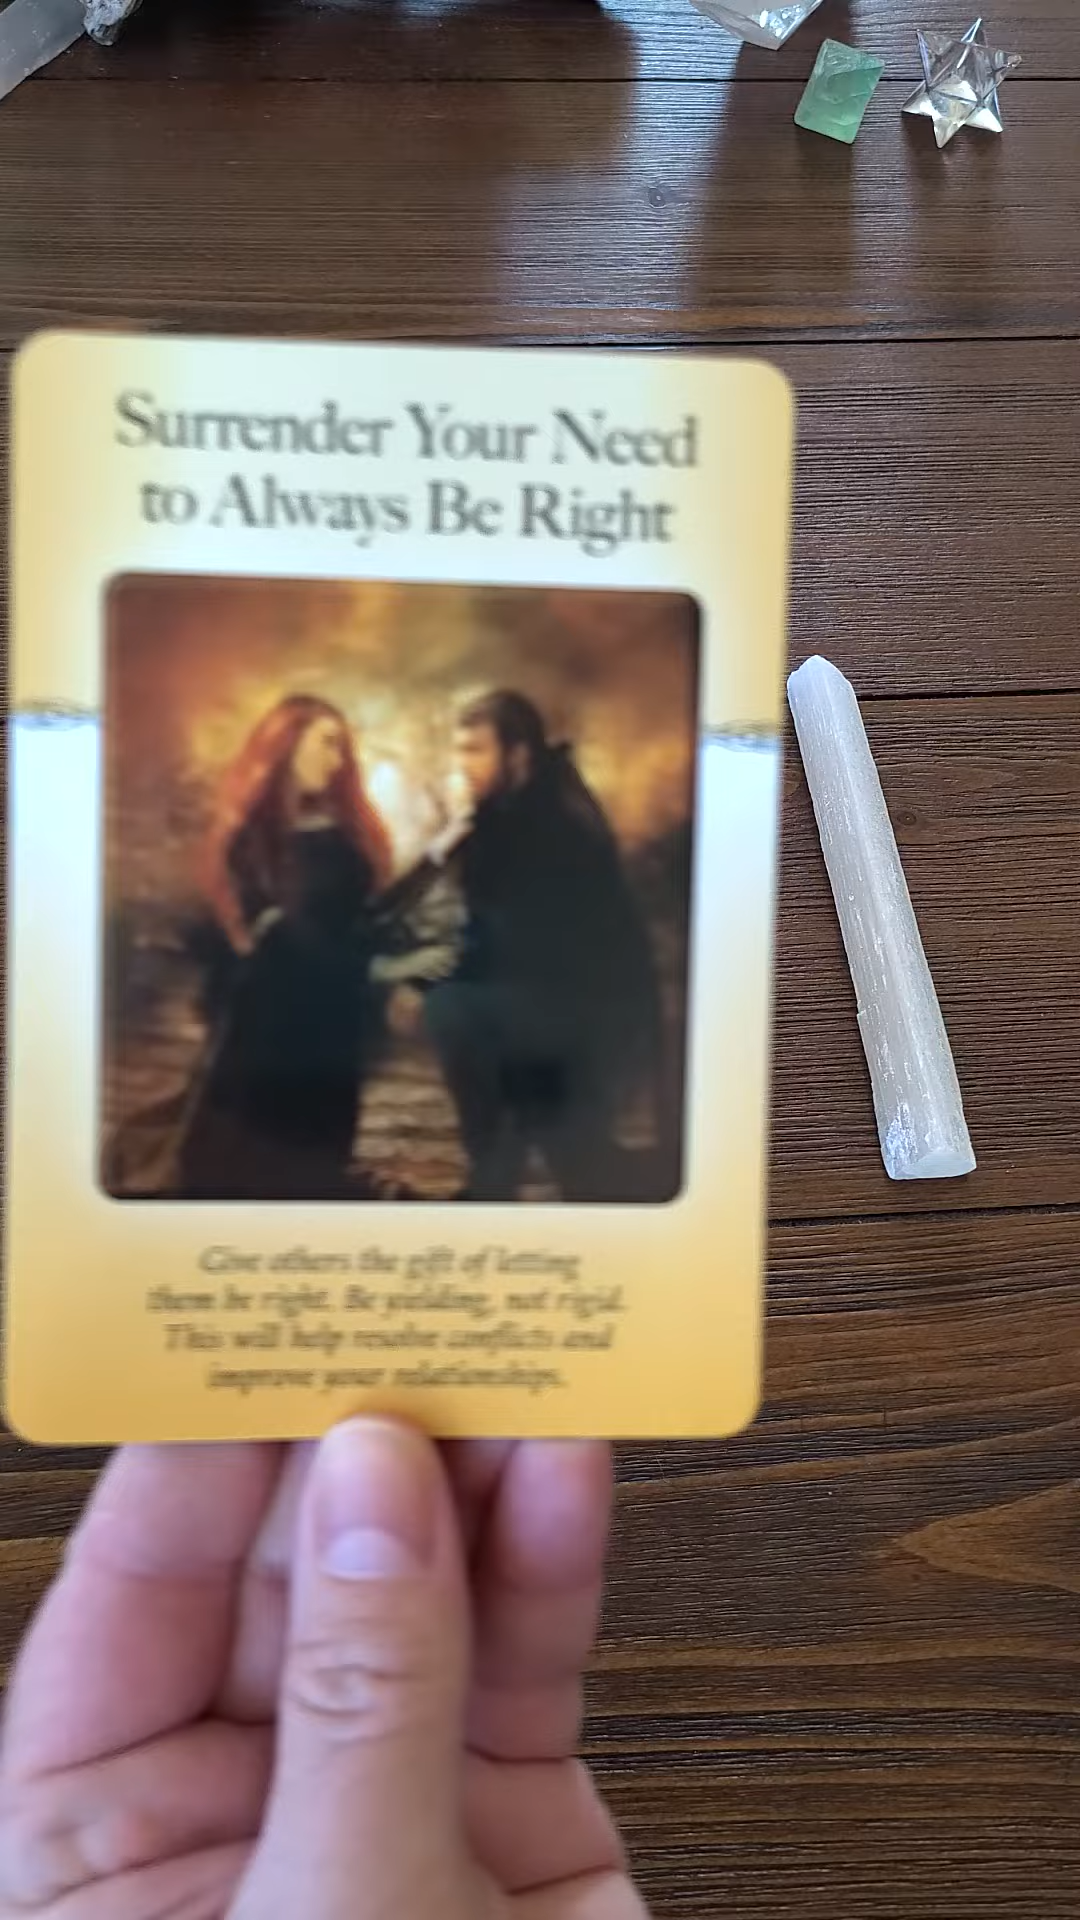 Surrender Your Need
to Always Be Right
Give others the gift of letting
them be right. Be yielding, not rigid.
This will help resolve conflicts and
improve your relationships.